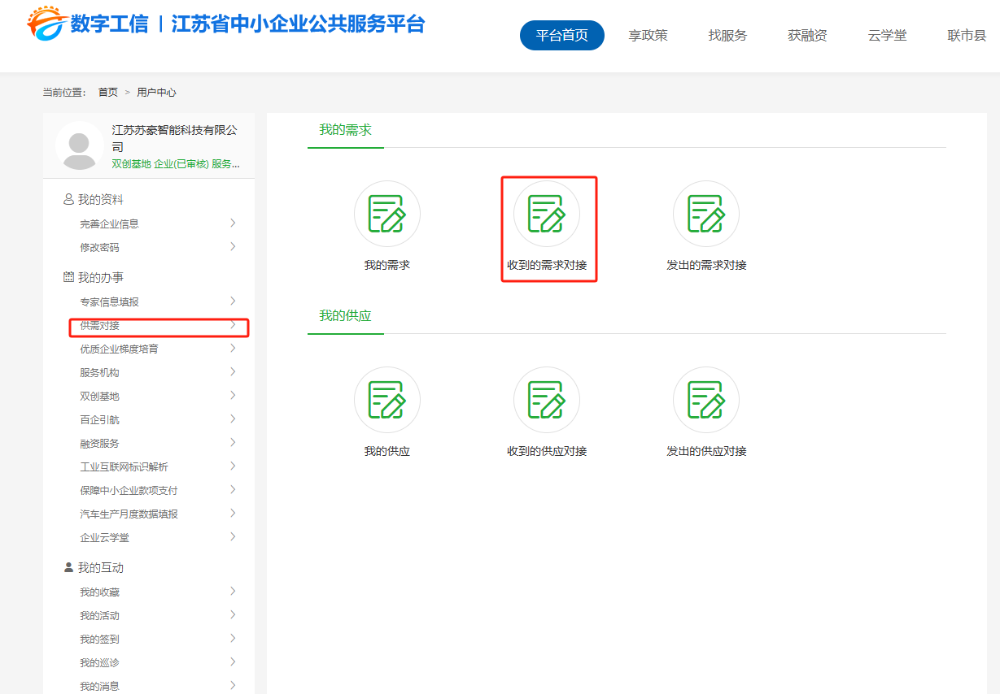 数字工信 | 江苏省中小企业公共服务平台
平台首页 享政策 找服务 获融资 云学堂 联市县
当前位置: 首页 > 用户中心
江苏苏豪智能科技有限公
司
双创基地 企业(已审核) 服务...
我的资料
完善企业信息
修改密码
我的办事
专家信息填报
供需对接
优质企业梯度培育
服务机构
双创基地
百企引航
融资服务
工业互联网标识解析
保障中小企业款项支付
汽车生产月度数据填报
企业云学堂
我的互动
我的收藏
我的活动
我的签到
我的巡诊
我的消息
我的需求
我的需求 收到的需求对接 发出的需求对接
我的供应
我的供应 收到的供应对接 发出的供应对接